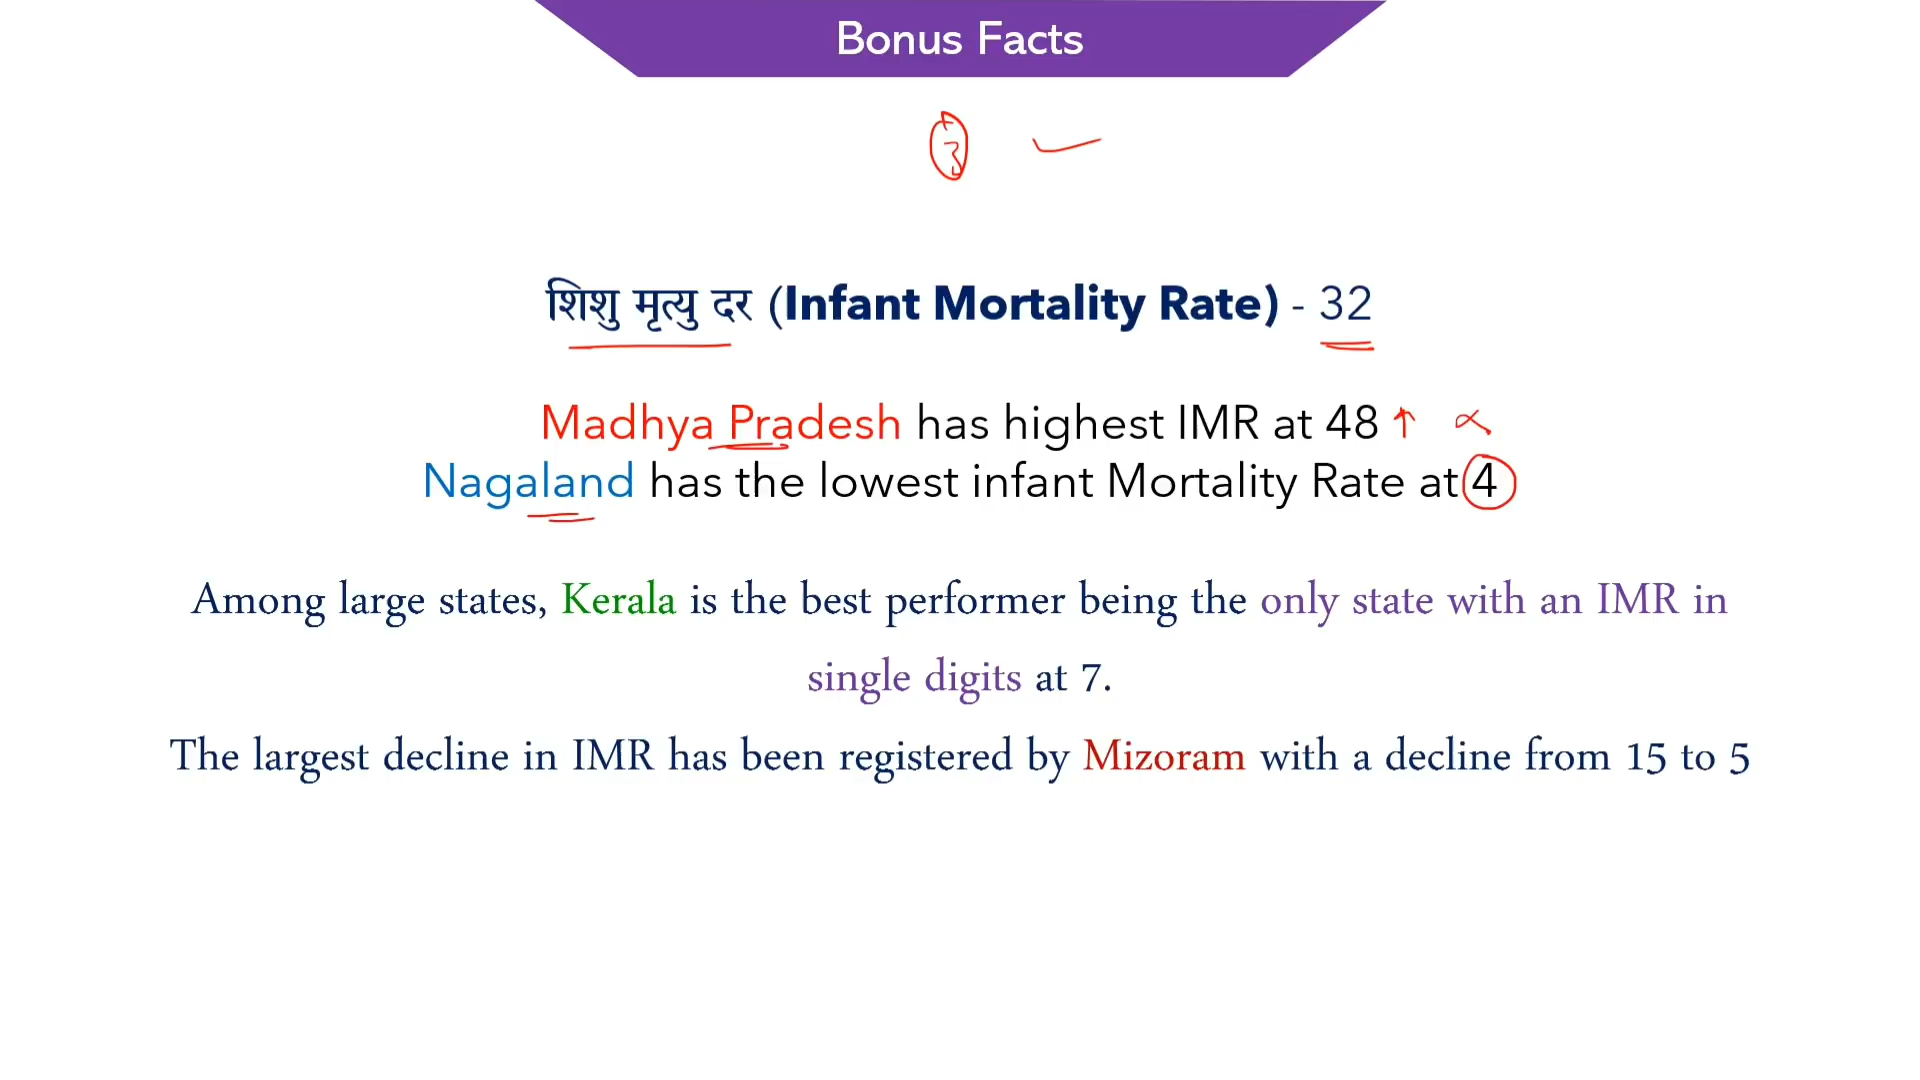 Bonus Facts
शिशु मृत्यु दर (Infant Mortality Rate) - 32
Madhya Pradesh has highest IMR at 48
Nagaland has the lowest infant Mortality Rate at 4
Among large states, Kerala is the best performer being the only state with an IMR in
single digits at 7.
The largest decline in IMR has been registered by Mizoram with a decline from 15 to 5